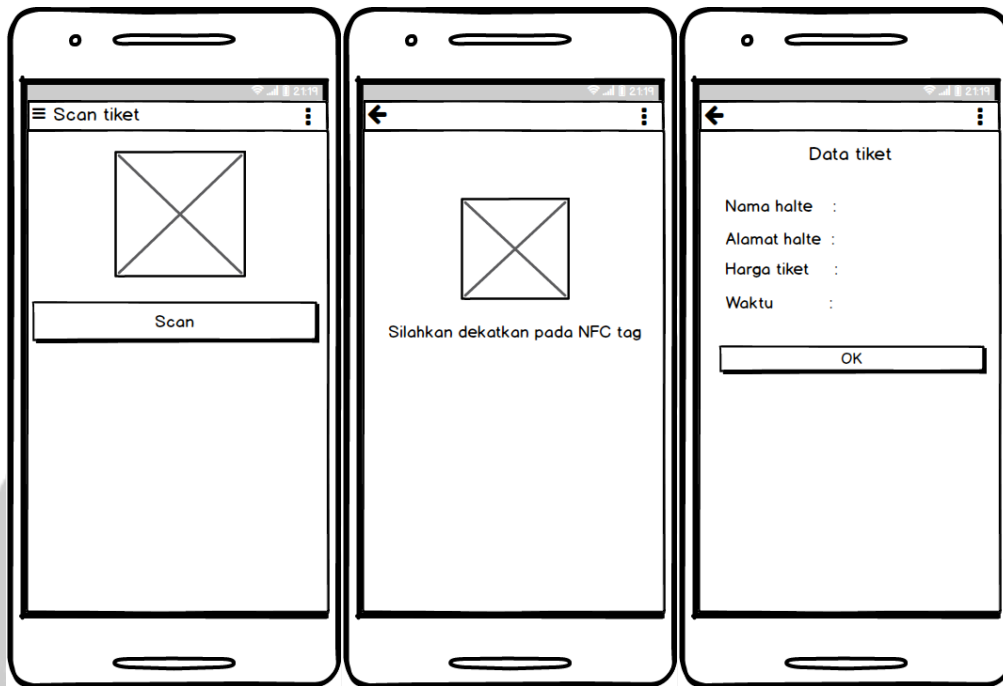 21:19
Scan tiket
Scan
21:19
Silahkan dekatkan pada NFC tag
21:19
Data tiket
Nama halte :
Alamat halte :
Harga tiket :
Waktu :
OK